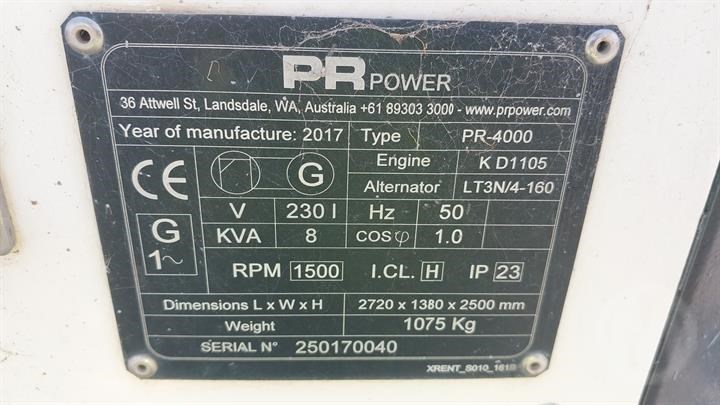 PR POWER
36 Attwell St, Landsdale, WA, Australia +61 89303 3000 - www.prpower.com
Year of manufacture: 2017 Type PR-4000
Engine K D1105
CE G
Alternator LT3N/4-160
V 230 I Hz 50
G
1~
KVA 8 COSφ 1.0
RPM 1500 I.CL. H IP 23
Dimensions L x W x H 2720 x 1380 x 2500 mm
Weight 1075 Kg
SERIAL N° 250170040
XRENT_S010_161B